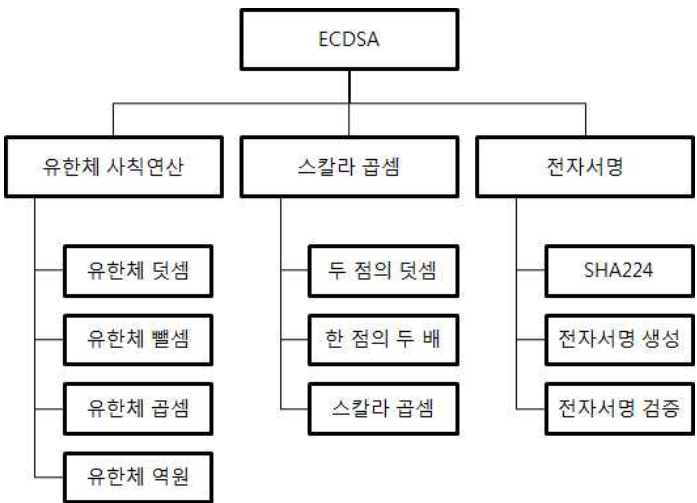 ECDSA
유한체 사칙연산
스칼라 곱셈
전자서명
유한체 덧셈
두 점의 덧셈
SHA224
유한체 뺄셈
한 점의 두 배
전자서명 생성
유한체 곱셈
스칼라 곱셈
전자서명 검증
유한체 역원